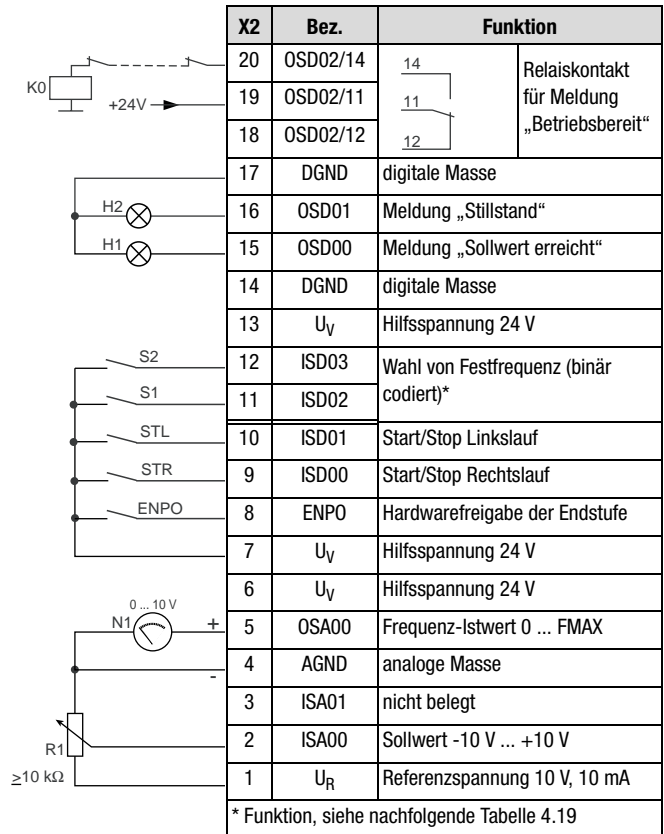 X2 Bez. Funktion
20 OSD02/14 14 Relaiskontakt
K0 +24V 19 OSD02/11 11 für Meldung
18 OSD02/12 12 „Betriebsbereit“
17 DGND digitale Masse
H2 16 OSD01 Meldung „Stillstand“
H1 15 OSD00 Meldung „Sollwert erreicht“
14 DGND digitale Masse
13 UV Hilfsspannung 24 V
S2 12 ISD03 Wahl von Festfrequenz (binär
S1 11 ISD02 codiert)*
STL 10 ISD01 Start/Stop Linkslauf
STR 9 ISD00 Start/Stop Rechtslauf
ENPO 8 ENPO Hardwarefreigabe der Endstufe
7 UV Hilfsspannung 24 V
6 UV Hilfsspannung 24 V
0 ... 10 V
N1 + 5 OSA00 Frequenz-Istwert 0 ... FMAX
- 4 AGND analoge Masse
3 ISA01 nicht belegt
R1 2 ISA00 Sollwert -10 V ... +10 V
≥10 kΩ 1 UR Referenzspannung 10 V, 10 mA
* Funktion, siehe nachfolgende Tabelle 4.19